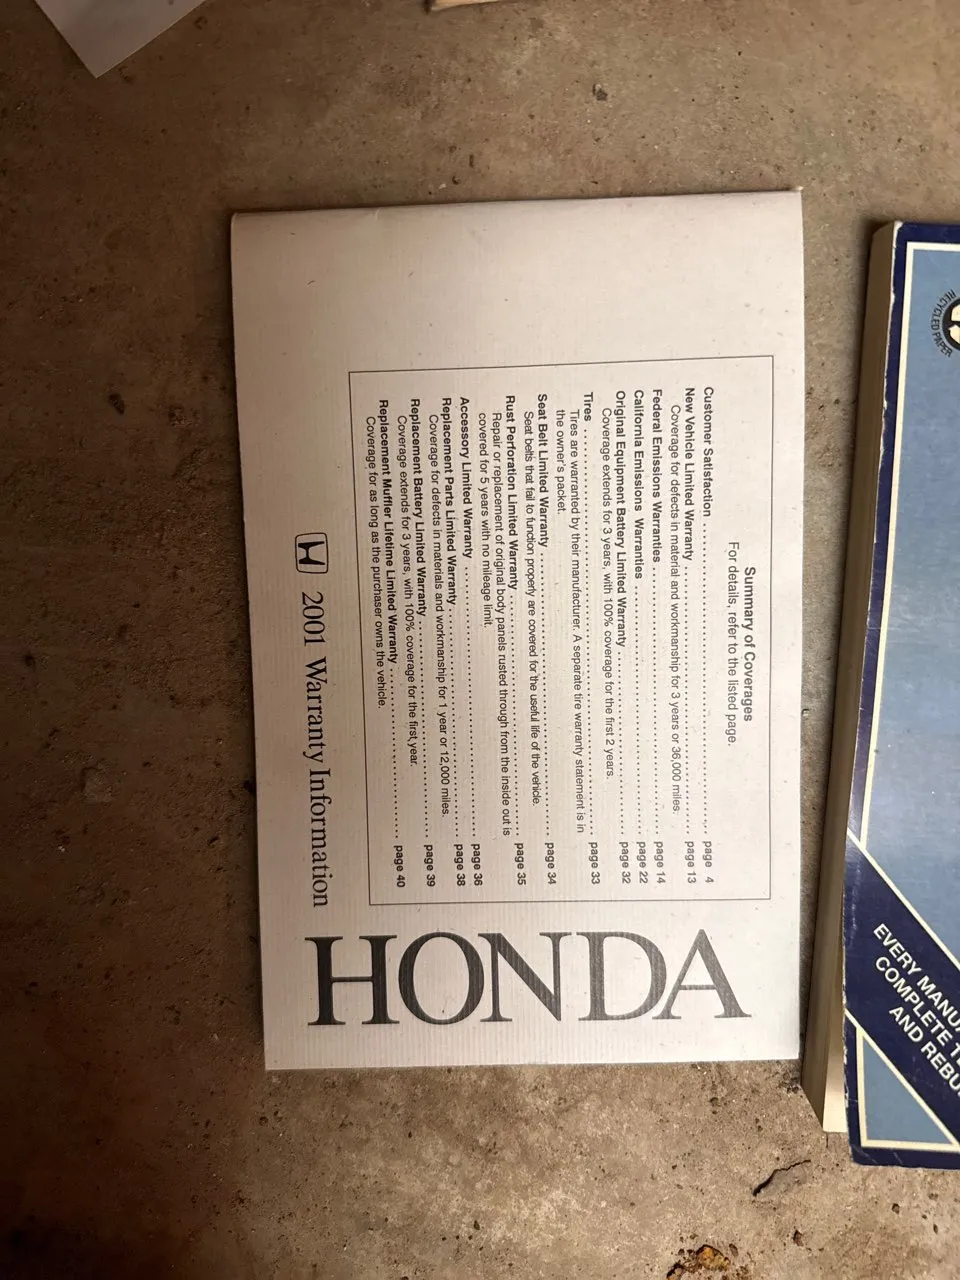 Summary of Coverages
For details, refer to the listed page.
Customer Satisfaction . . . . . . . . . . . . . . . . . . . . . . . . . . . . . . . . . page 4
New Vehicle Limited Warranty . . . . . . . . . . . . . . . . . . . . . . . . . . . . page 13
Coverage for defects in material and workmanship for 3 years or 36,000 miles.
Federal Emissions Warranties . . . . . . . . . . . . . . . . . . . . . . . . . . . . page 14
California Emissions Warranties . . . . . . . . . . . . . . . . . . . . . . . . . . page 22
Original Equipment Battery Limited Warranty . . . . . . . . . . . . . . . . . . . . page 32
Coverage extends for 3 years, with 100% coverage for the first 2 years.
Tires . . . . . . . . . . . . . . . . . . . . . . . . . . . . . . . . . . . . . . . . . page 33
Tires are warranted by their manufacturer. A separate tire warranty statement is in
the owner's packet.
Seat Belt Limited Warranty . . . . . . . . . . . . . . . . . . . . . . . . . . . . . page 34
Seat belts that fail to function properly are covered for the useful life of the vehicle.
Rust Perforation Limited Warranty . . . . . . . . . . . . . . . . . . . . . . . . . page 35
Repair or replacement of original body panels rusted through from the inside out is
covered for 5 years with no mileage limit.
Accessory Limited Warranty . . . . . . . . . . . . . . . . . . . . . . . . . . . . . page 36
Replacement Parts Limited Warranty . . . . . . . . . . . . . . . . . . . . . . . . page 38
Coverage for defects in materials and workmanship for 1 year or 12,000 miles.
Replacement Battery Limited Warranty . . . . . . . . . . . . . . . . . . . . . . . page 39
Coverage extends for 3 years, with 100% coverage for the first year.
Replacement Muffler Lifetime Limited Warranty . . . . . . . . . . . . . . . . . . page 40
Coverage for as long as the purchaser owns the vehicle.
2001 Warranty Information
HONDA
RECYCLED PAPER
EVERY
COMPLETE
AND